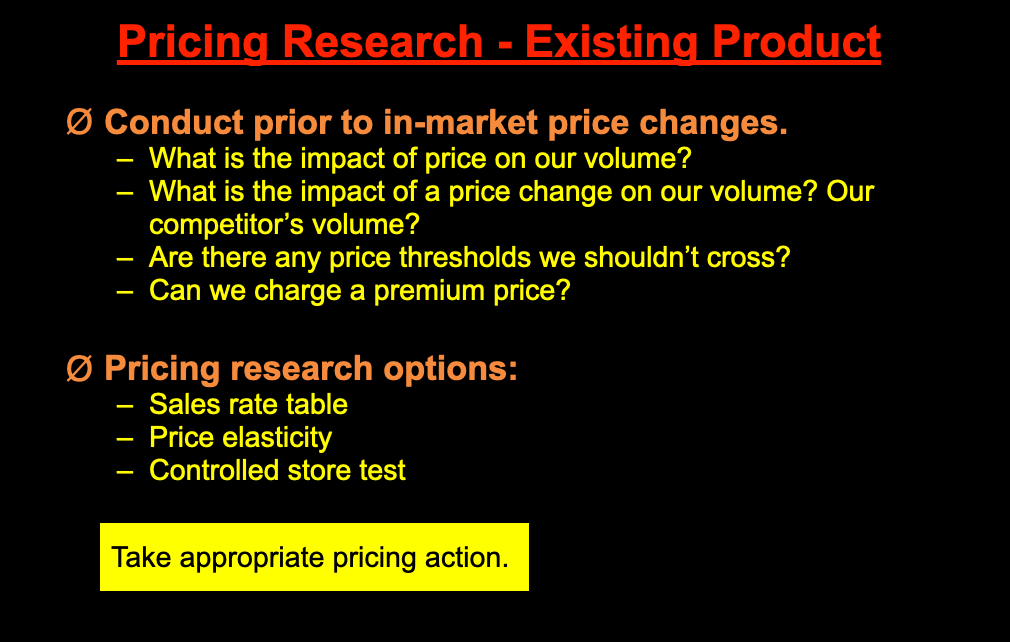 Pricing Research - Existing Product
Ø Conduct prior to in-market price changes.
– What is the impact of price on our volume?
– What is the impact of a price change on our volume? Our
competitor’s volume?
– Are there any price thresholds we shouldn’t cross?
– Can we charge a premium price?
Ø Pricing research options:
– Sales rate table
– Price elasticity
– Controlled store test
Take appropriate pricing action.